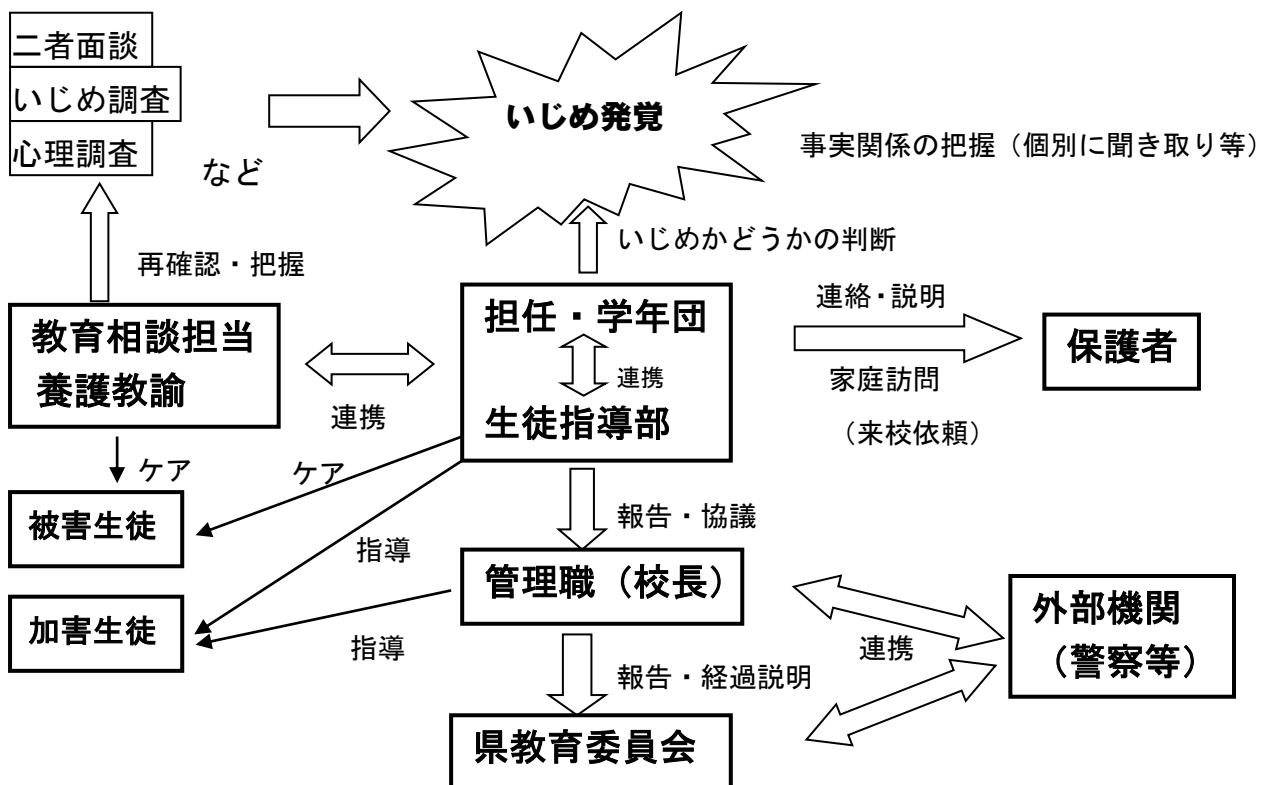 二者面談
いじめ調査
心理調査
など
いじめ発覚
事実関係の把握（個別に聞き取り等）
いじめかどうかの判断
再確認・把握
教育相談担当
養護教諭
連携
担任・学年団
連携
生徒指導部
連絡・説明
家庭訪問
（来校依頼）
保護者
ケア
ケア
被害生徒
指導
報告・協議
加害生徒
指導
管理職（校長）
連携
外部機関
（警察等）
報告・経過説明
県教育委員会